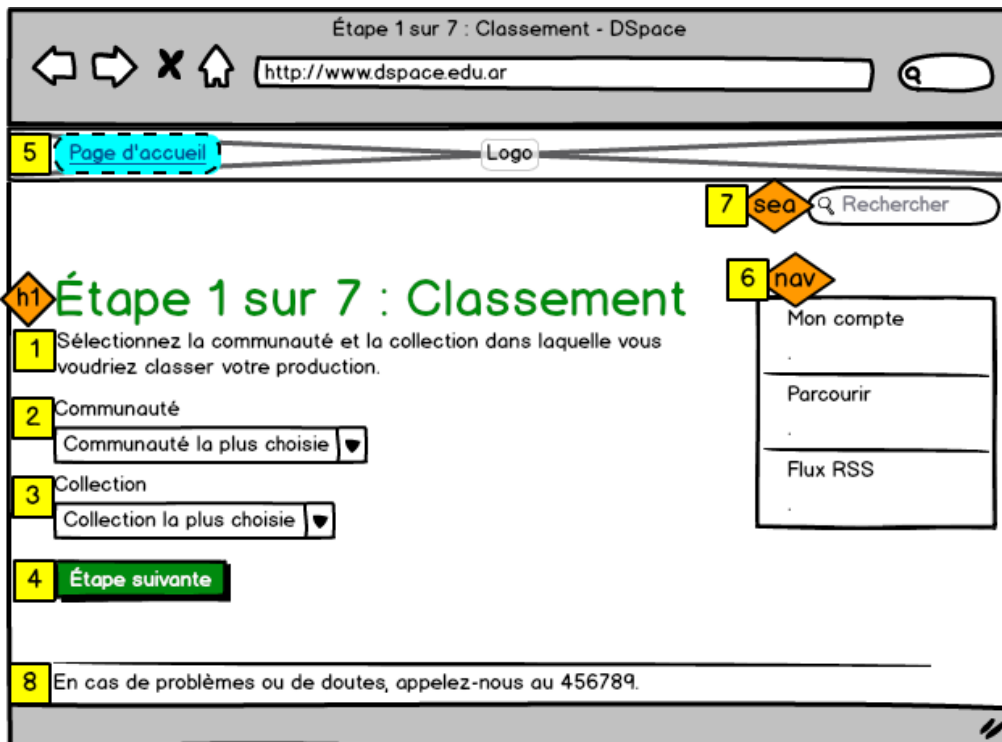 Étape 1 sur 7 : Classement - DSpace
http://www.dspace.edu.ar
5 Page d'accueil
Logo
7 sea Rechercher
h1 Étape 1 sur 7 : Classement
6 nav
1 Sélectionnez la communauté et la collection dans laquelle vous
voudriez classer votre production.
Mon compte
.
Parcourir
.
Flux RSS
.
2 Communauté
Communauté la plus choisie
3 Collection
Collection la plus choisie
4 Étape suivante
8 En cas de problèmes ou de doutes, appelez-nous au 456789.